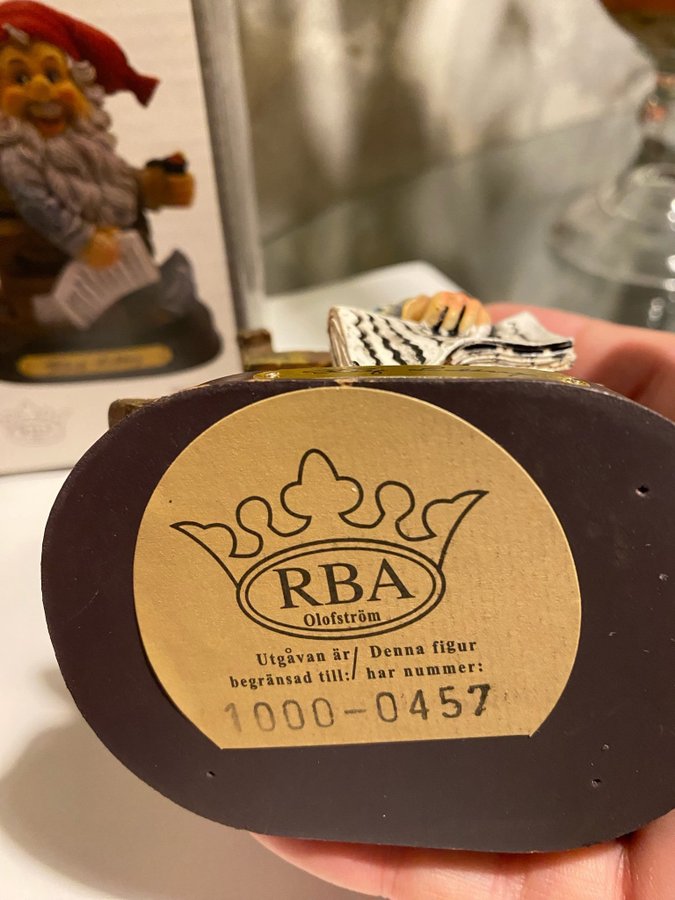 RBA
Olofström
Utgåvan är / Denna figur
begränsad till: / har nummer:
1000-0457